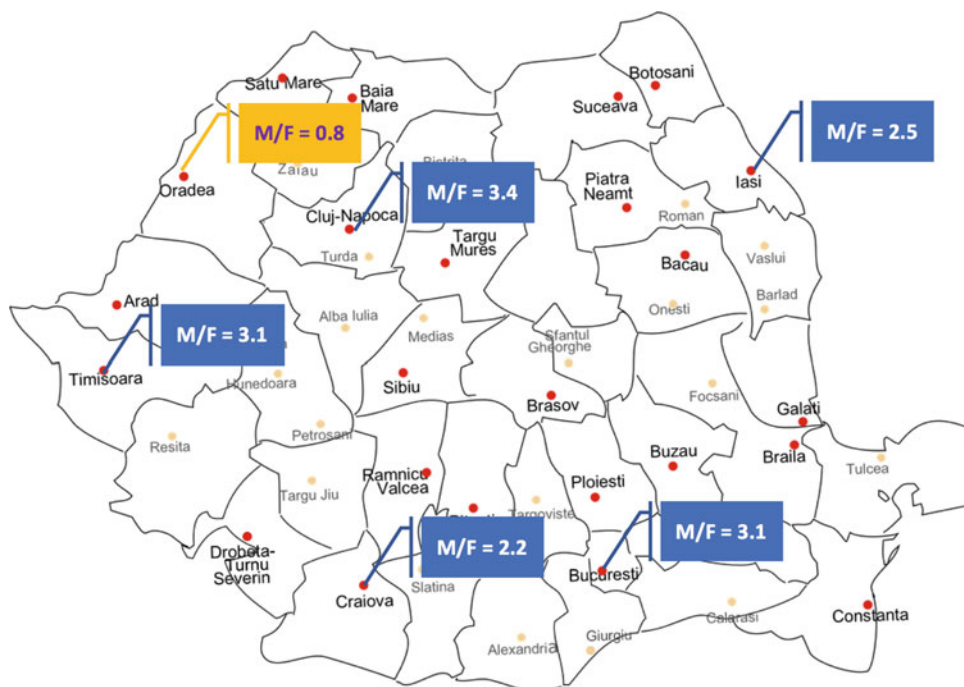 Satu Mare
Baia
Mare
Botosani
Suceava
M/F = 0.8
M/F = 2.5
Zalau
Oradea
Iasi
Piatra
Neamt
M/F = 3.4
Cluj-Napoca
Roman
Targu
Mures
Turda
Bacau
Vaslui
Arad
Alba Iulia
Onesti
Barlad
M/F = 3.1
Medias
Sfantul
Gheorghe
Timisoara
Hunedoara
Sibiu
Brasov
Focsani
Galati
Petrosani
Resita
Braila
Buzau
Tulcea
Ramnicu
Valcea
Ploiesti
Targu Jiu
Targoviste
M/F = 2.2
M/F = 3.1
Drobeta-
Turnu
Severin
Bucuresti
Slatina
Craiova
Calarasi
Constanta
Giurgiu
Alexandria